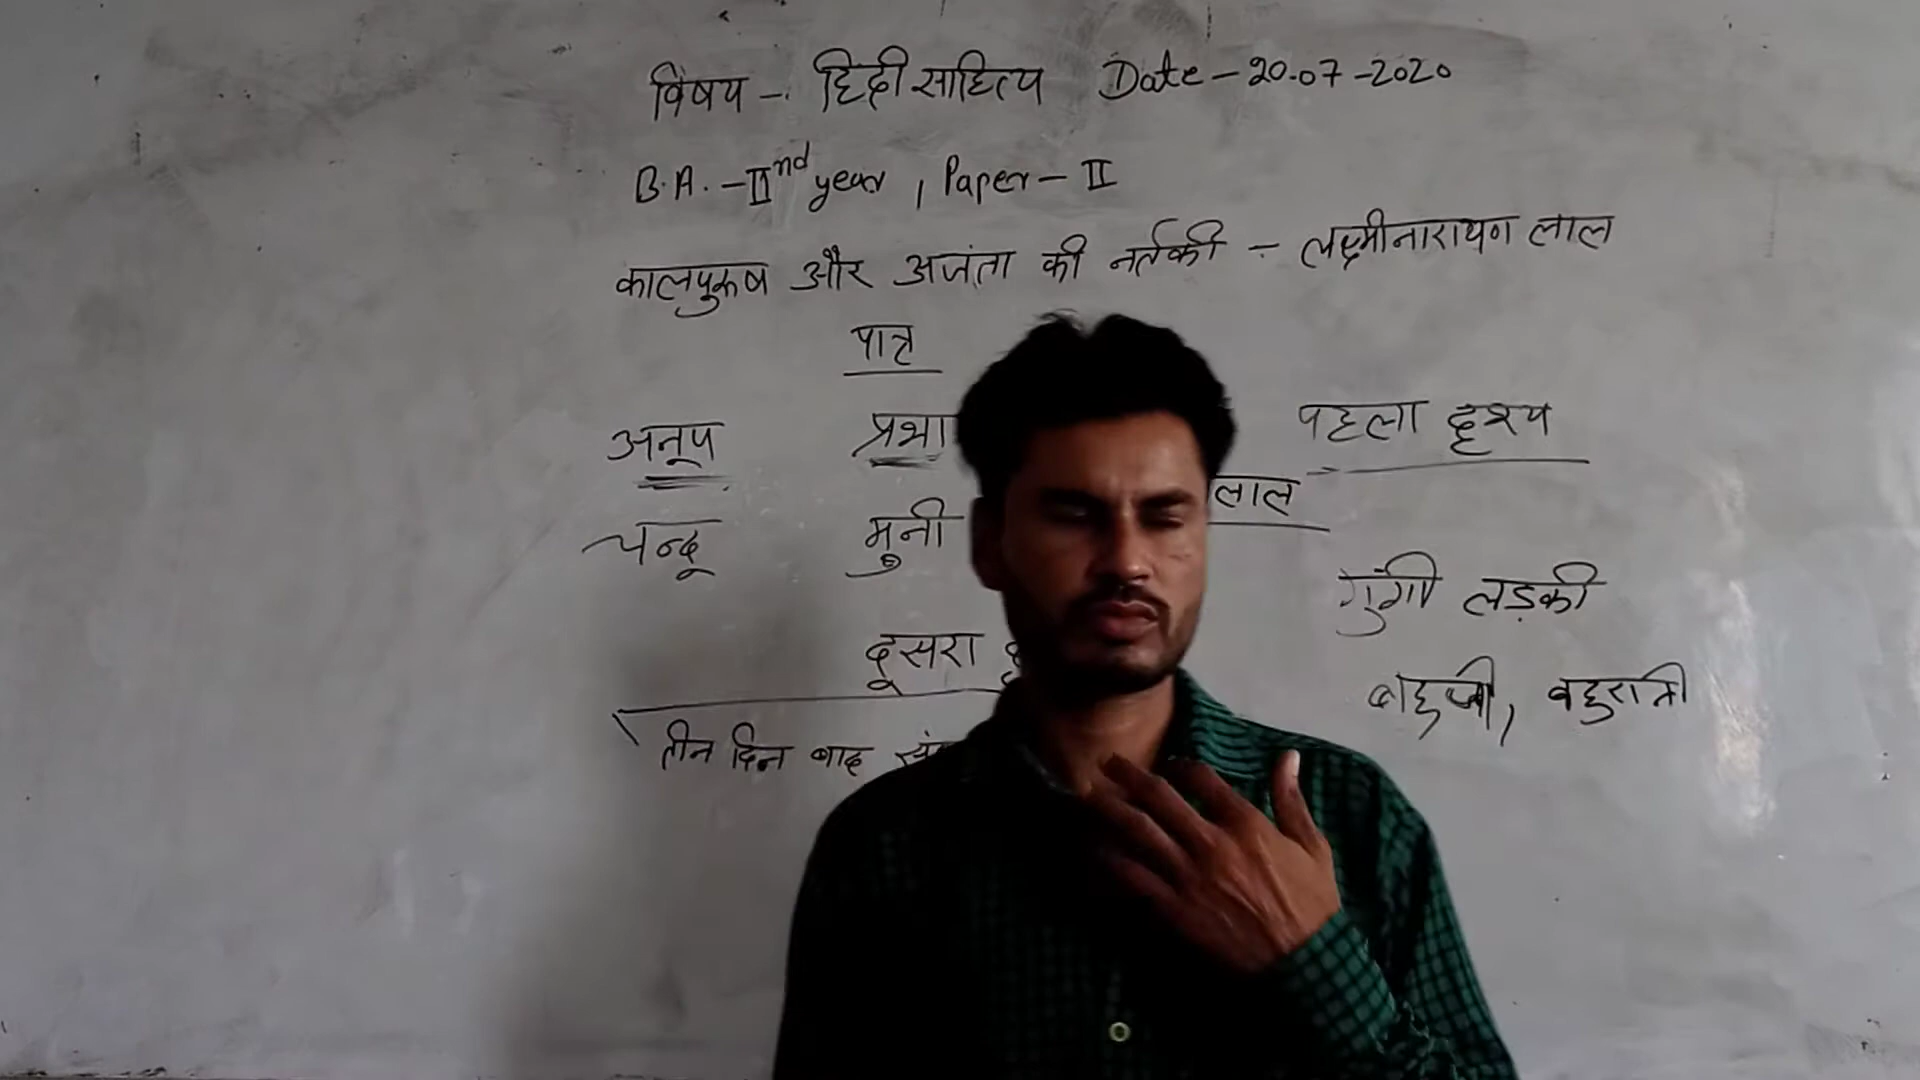 विषय -. हिंदी साहित्य Date - 20-07-2020
B.A. - IInd year, Paper - II
कालपुरूष और अजंता की नर्तकी - लक्ष्मीनारायण लाल
पात्र
अनूप प्रभा पहला दृश्य
लाल
चन्दू मुनी
गुंगी लड़की
दूसरा
बहुरानी
तीन दिन बाद